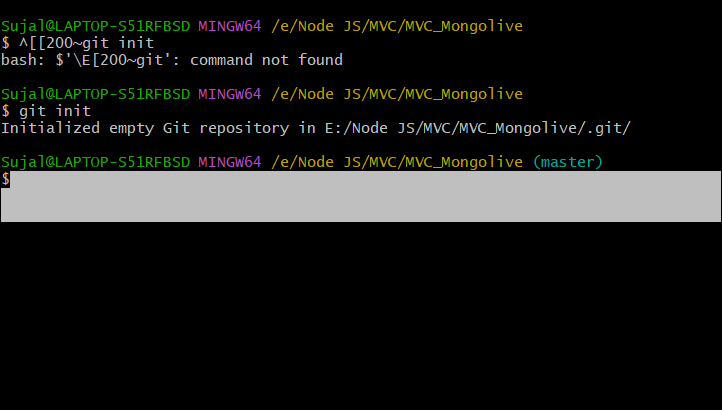 Sujal@LAPTOP-S51RFBSD MINGW64 /e/Node JS/MVC/MVC_Mongolive
$ ^[[200~git init
bash: $'\E[200~git': command not found
Sujal@LAPTOP-S51RFBSD MINGW64 /e/Node JS/MVC/MVC_Mongolive
$ git init
Initialized empty Git repository in E:/Node JS/MVC/MVC_Mongolive/.git/
Sujal@LAPTOP-S51RFBSD MINGW64 /e/Node JS/MVC/MVC_Mongolive (master)
$